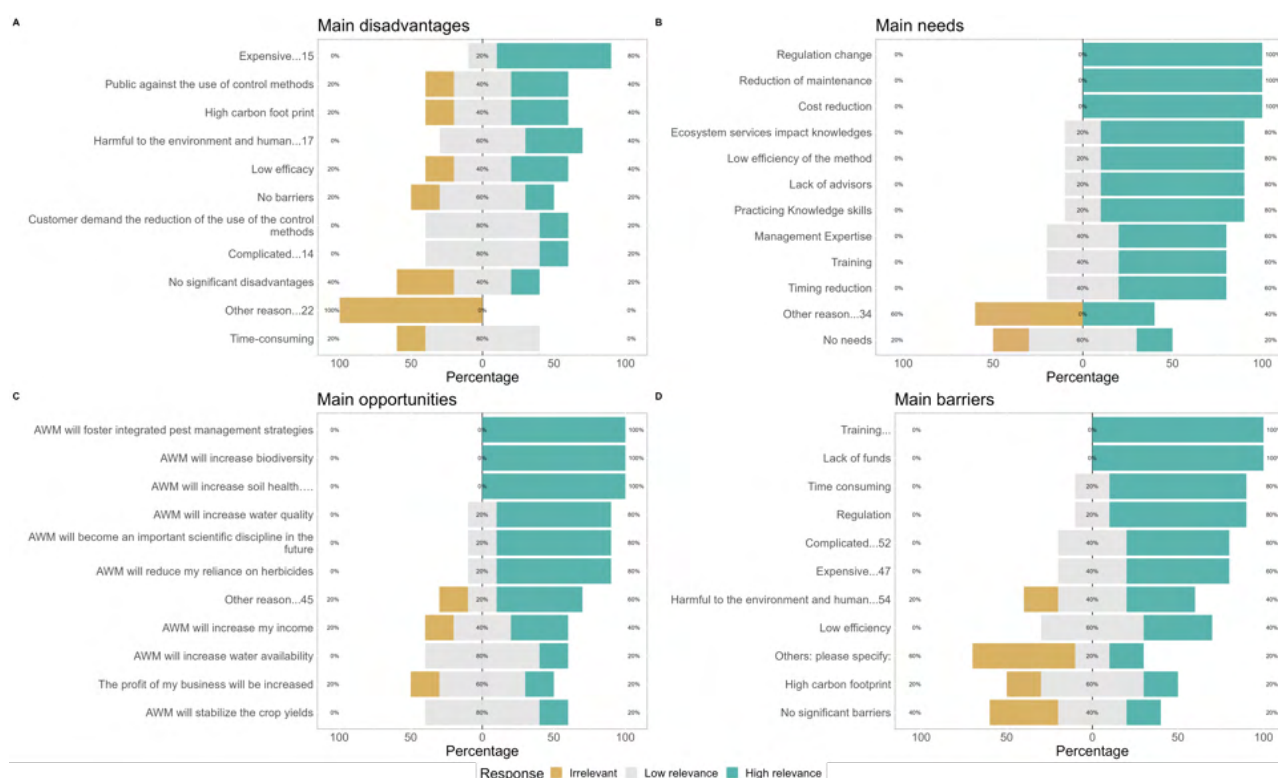 A
Main disadvantages
Expensive...15
0%
20%
80%
Public against the use of control methods
20%
40%
40%
High carbon foot print
20%
40%
40%
Harmful to the environment and human...17
0%
60%
40%
Low efficacy
20%
40%
40%
No barriers
20%
60%
20%
Customer demand the reduction of the use of the control
methods
0%
80%
20%
Complicated...14
0%
80%
20%
No significant disadvantages
40%
40%
20%
Other reason...22
100%
0%
0%
Time-consuming
20%
80%
0%
100
50
0
50
100
Percentage
B
Main needs
Regulation change
0%
0%
100%
Reduction of maintenance
0%
0%
100%
Cost reduction
0%
0%
100%
Ecosystem services impact knowledges
0%
20%
80%
Low efficiency of the method
0%
20%
80%
Lack of advisors
0%
20%
80%
Practicing Knowledge skills
0%
20%
80%
Management Expertise
0%
40%
60%
Training
0%
40%
60%
Timing reduction
0%
40%
60%
Other reason...34
60%
0%
40%
No needs
20%
60%
20%
100
50
0
50
100
Percentage
C
Main opportunities
AWM will foster integrated pest management strategies
0%
0%
100%
AWM will increase biodiversity
0%
0%
100%
AWM will increase soil health....
0%
0%
100%
AWM will increase water quality
0%
20%
80%
AWM will become an important scientific discipline in the
future
0%
20%
80%
AWM will reduce my reliance on herbicides
0%
20%
80%
Other reason...45
20%
20%
60%
AWM will increase my income
20%
40%
40%
AWM will increase water availability
0%
80%
20%
The profit of my business will be increased
20%
60%
20%
AWM will stabilize the crop yields
0%
80%
20%
100
50
0
50
100
Percentage
D
Main barriers
Training...
0%
0%
100%
Lack of funds
0%
0%
100%
Time consuming
0%
20%
80%
Regulation
0%
20%
80%
Complicated...52
0%
40%
60%
Expensive...47
0%
40%
60%
Harmful to the environment and human...54
20%
40%
40%
Low efficiency
0%
60%
40%
Others: please specify:
60%
20%
20%
High carbon footprint
20%
60%
20%
No significant barriers
40%
40%
20%
100
50
0
50
100
Percentage
Response
Irrelevant
Low relevance
High relevance